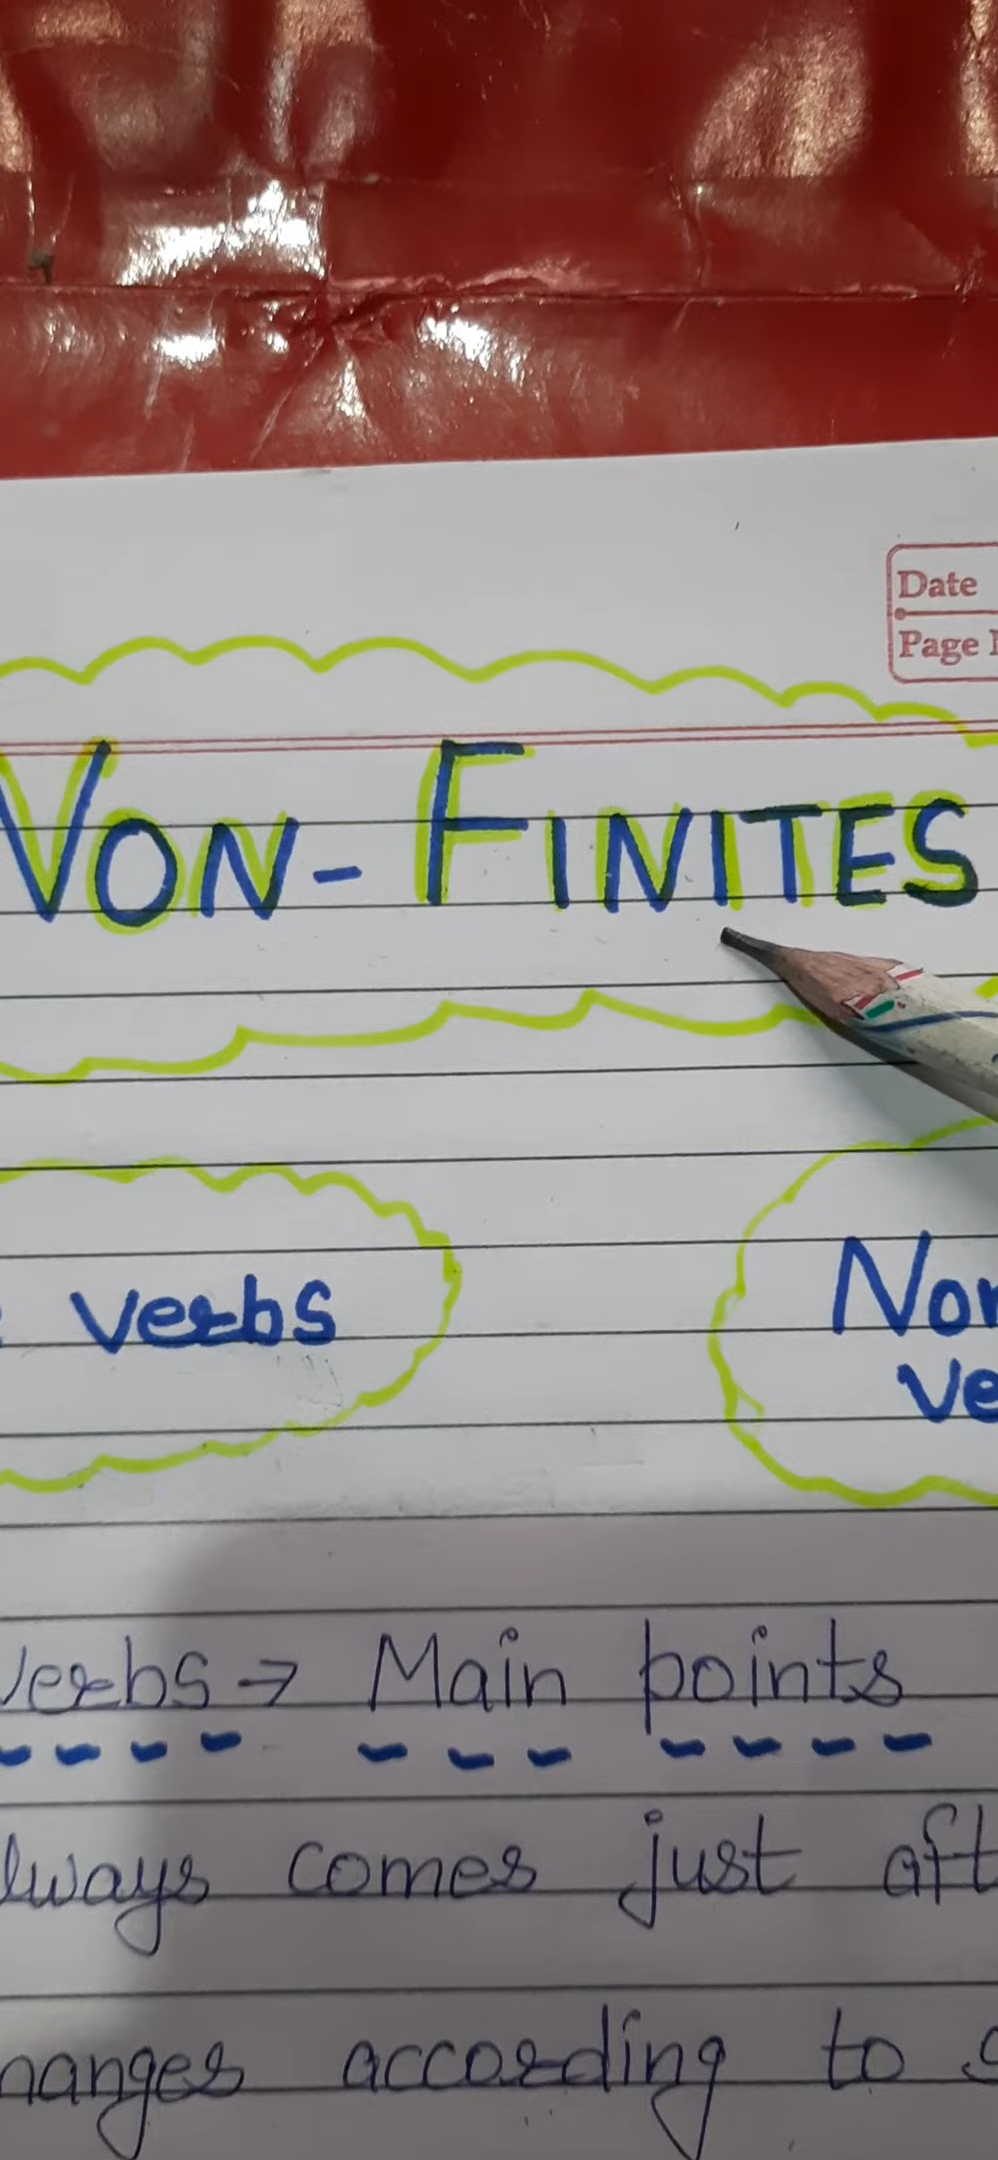 Date
Page
NON-FINITES
verbs
Non
ve
verbs → Main points
lways comes just aft
hanges according to s